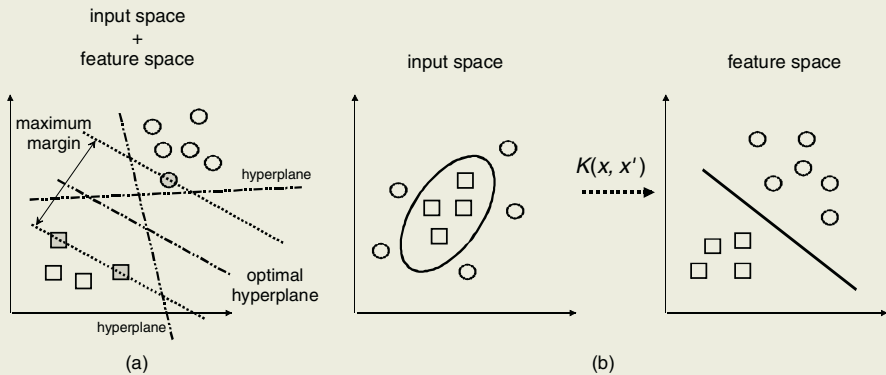 input space
+
feature space
maximum
margin
hyperplane
optimal
hyperplane
hyperplane
(a)
input space
K(x, x')
feature space
(b)